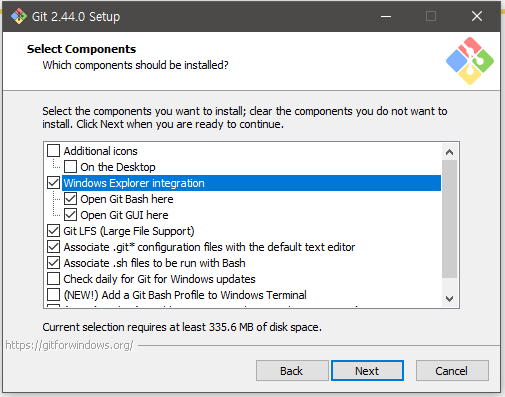 Git 2.44.0 Setup
Select Components
Which components should be installed?
Select the components you want to install; clear the components you do not want to
install. Click Next when you are ready to continue.
Additional icons
On the Desktop
Windows Explorer integration
Open Git Bash here
Open Git GUI here
Git LFS (Large File Support)
Associate .git* configuration files with the default text editor
Associate .sh files to be run with Bash
Check daily for Git for Windows updates
(NEW!) Add a Git Bash Profile to Windows Terminal
Current selection requires at least 335.6 MB of disk space.
https://gitforwindows.org/
Back
Next
Cancel